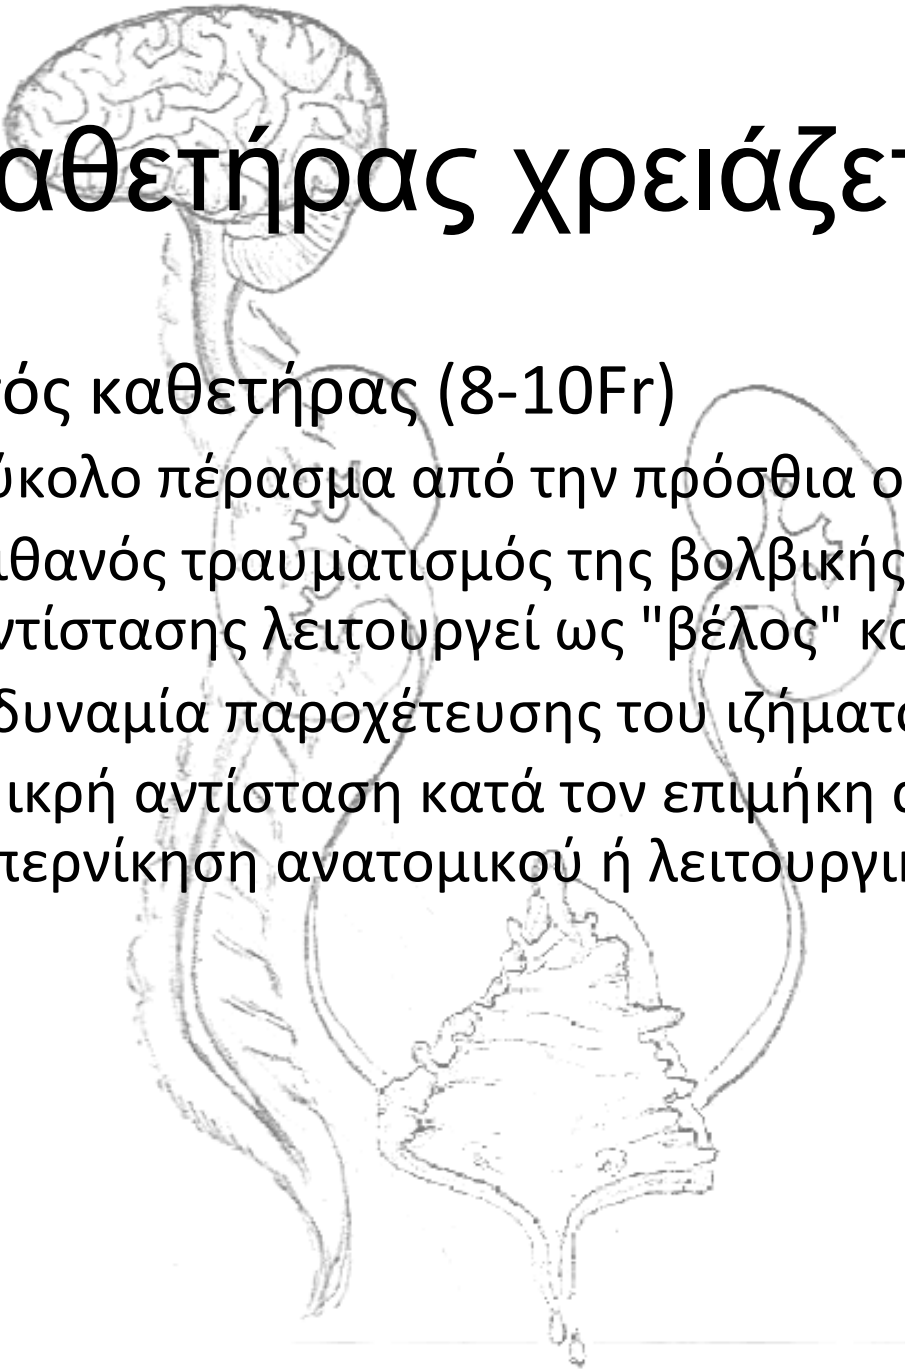 αθετήρας χρειάζετ
ός καθετήρας (8-10Fr)
ύκολο πέρασμα από την πρόσθια ο
ιθανός τραυματισμός της βολβικής
ντίστασης λειτουργεί ως "βέλος" κα
δυναμία παροχέτευσης του ιζήματο
ικρή αντίσταση κατά τον επιμήκη α
περνίκηση ανατομικού ή λειτουργικ